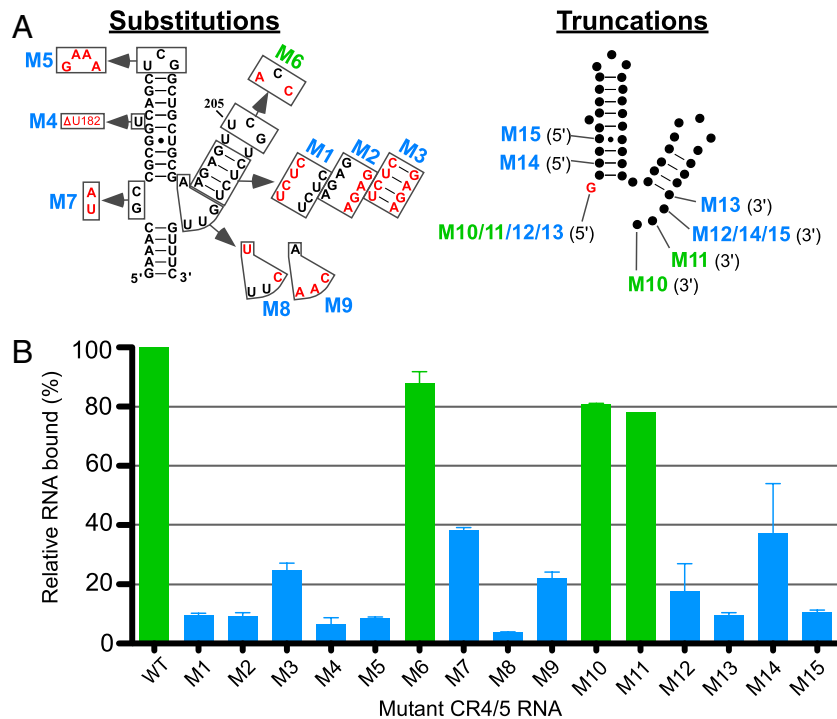 A
Substitutions
Truncations
M5
G A A A
U C G
M4
ΔU182
U
M7
A U
C G
205
U U C G U
M6
A C C
M1 M2 M3
5' 3'
M8
M9
M15 (5')
M14 (5')
G
M10/11/12/13 (5')
M13 (3')
M12/14/15 (3')
M11 (3')
M10 (3')
B
Relative RNA bound (%)
100
80
60
40
20
0
WT M1 M2 M3 M4 M5 M6 M7 M8 M9 M10 M11 M12 M13 M14 M15
Mutant CR4/5 RNA